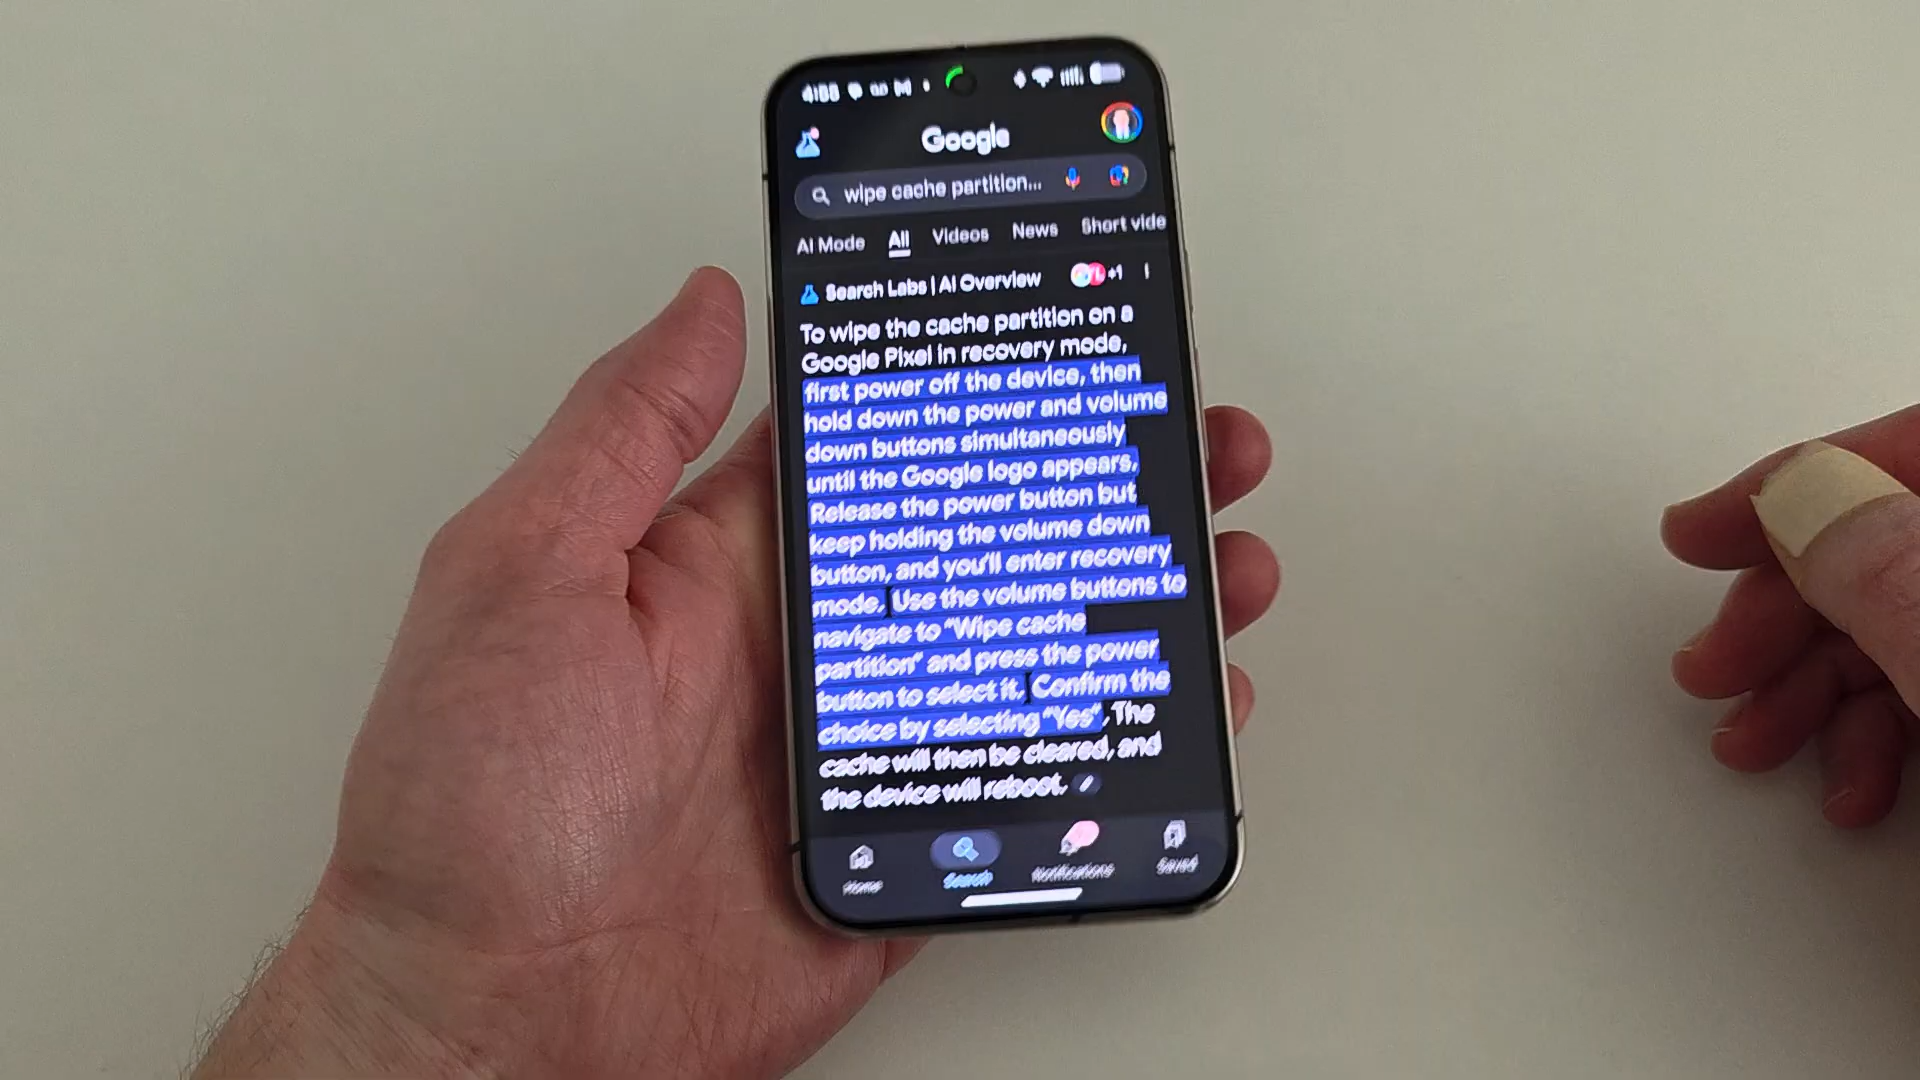 Google
wipe cache partition...
AI Mode All Videos News Short vide
Search Labs | AI Overview +1
To wipe the cache partition on a
Google Pixel in recovery mode,
first power off the device, then
hold down the power and volume
down buttons simultaneously
until the Google logo appears.
Release the power button but
keep holding the volume down
button, and you'll enter recovery
mode. Use the volume buttons to
navigate to "Wipe cache
partition" and press the power
button to select it. Confirm the
choice by selecting "Yes". The
cache will then be cleared, and
the device will reboot.
Home Search Notifications Saved